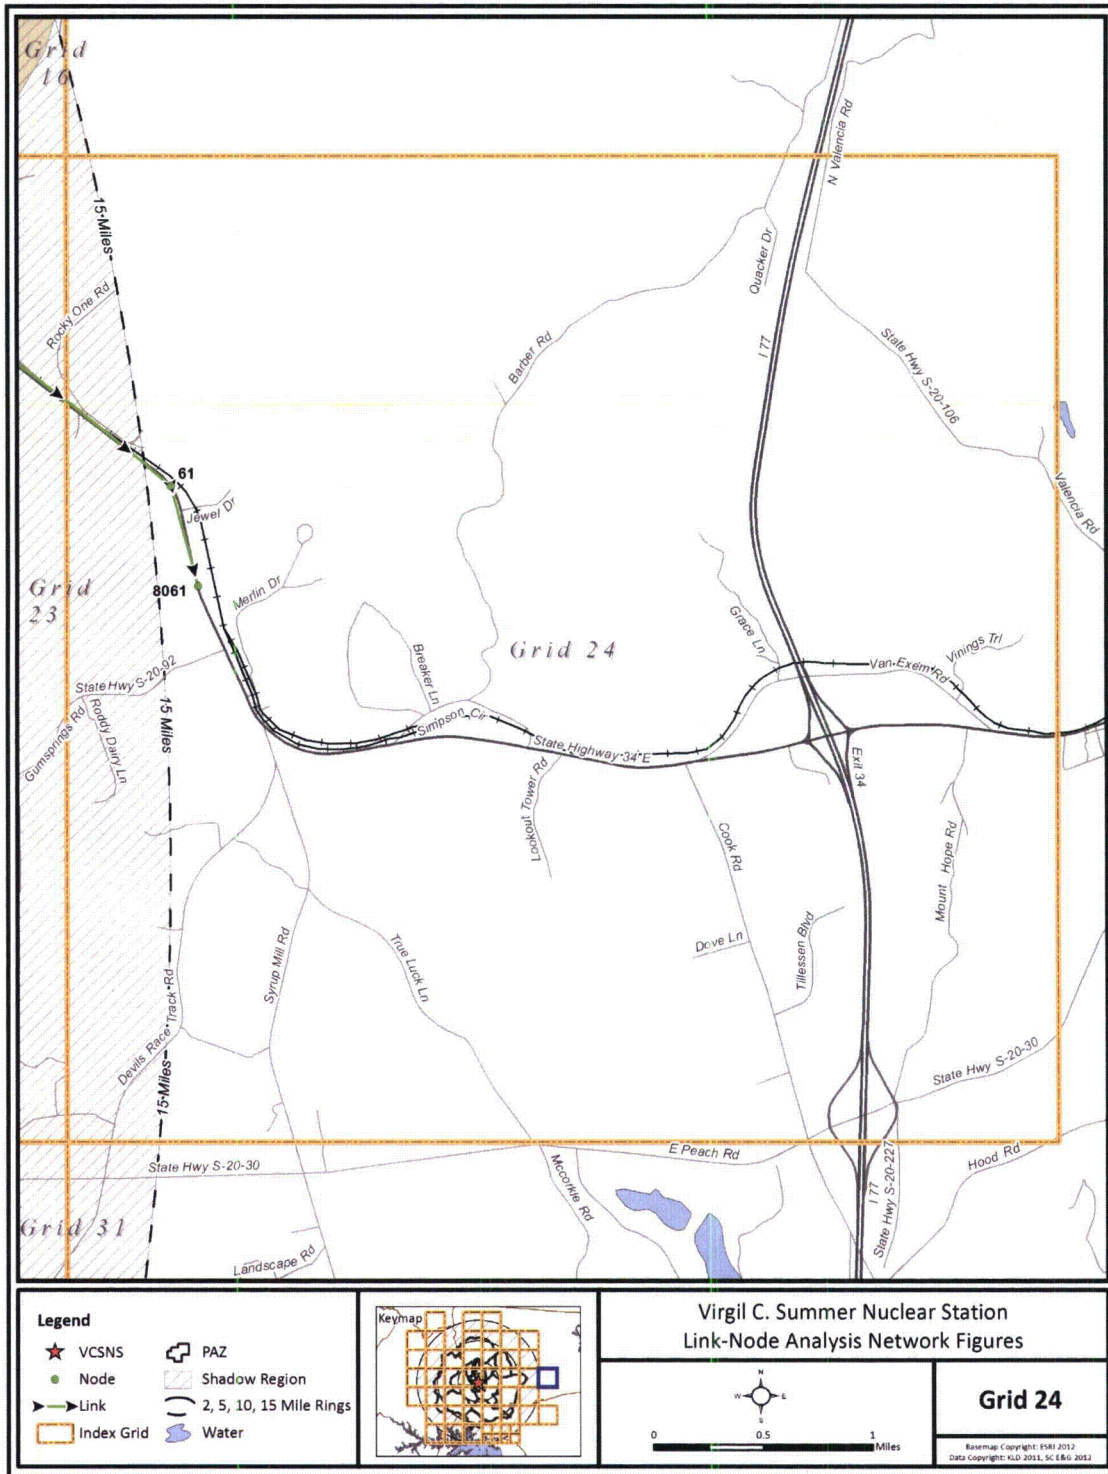 Grid
16
N Valencia Rd
15 Miles
Quacker Dr
Rocky One Rd
Barber Rd
I 77
State Hwy S-20-106
61
Valencia Rd
Jewel Dr
Grid
23
8061
Merlin Dr
Grace Ln
Grid 24
Breaker Ln
Vinings Trl
Van Exem Rd
State Hwy S-20-92
15 Miles
Gumsprings Rd
Roddy Dairy Ln
Simpson Cir
State Highway 34 E
Exit 34
Lookout Tower Rd
Cook Rd
Mount Hope Rd
Dove Ln
Tillessen Blvd
True Luck Ln
Syrup Mill Rd
Devils Race Track Rd
15 Miles
State Hwy S-20-30
E Peach Rd
State Hwy S-20-30
Hood Rd
Mccorkle Rd
I 77
State Hwy S-20-227
Grid 31
Landscape Rd
Legend
VCSNS
PAZ
Node
Shadow Region
Link
2, 5, 10, 15 Mile Rings
Index Grid
Water
Keymap
Virgil C. Summer Nuclear Station
Link-Node Analysis Network Figures
N
W
E
S
0
0.5
1
Miles
Grid 24
Basemap Copyright: ESRI 2012
Data Copyright: KLD 2011, SC E&G 2012